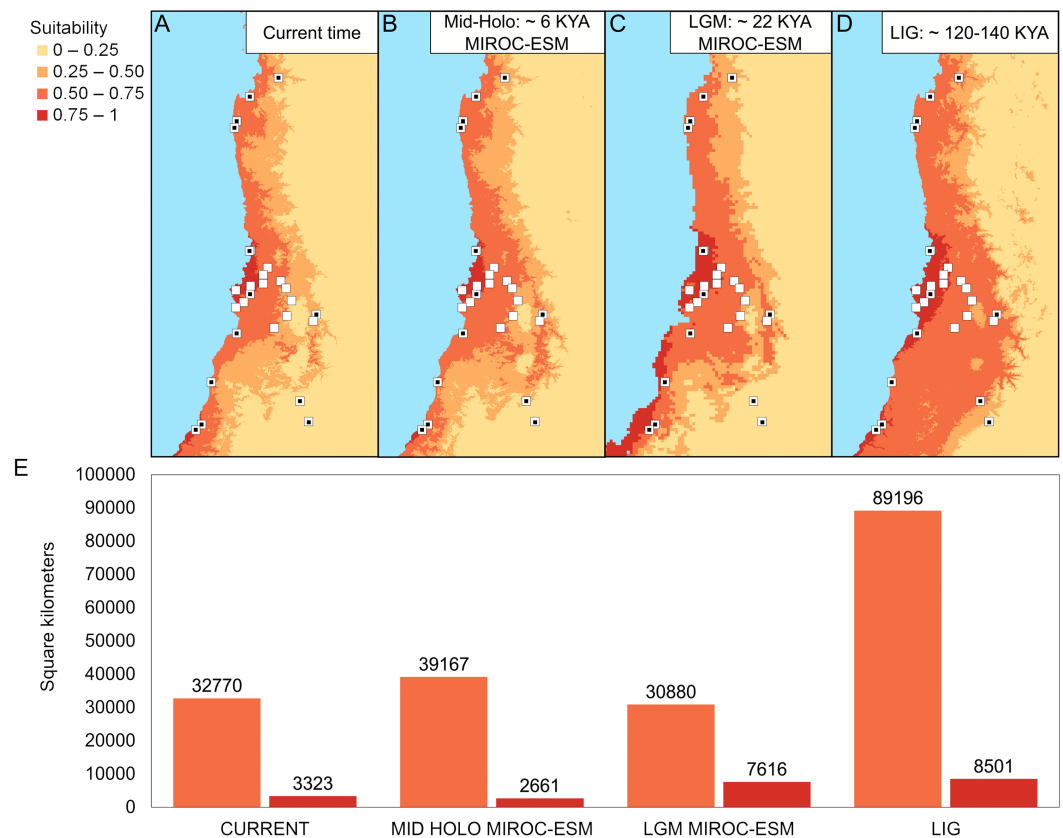 Suitability
0 – 0.25
0.25 – 0.50
0.50 – 0.75
0.75 – 1
A
Current time
B
Mid-Holo: ~ 6 KYA
MIROC-ESM
C
LGM: ~ 22 KYA
MIROC-ESM
D
LIG: ~ 120-140 KYA
E
Square kilometers
100000
90000
80000
70000
60000
50000
40000
30000
20000
10000
0
32770
3323
39167
2661
30880
7616
89196
8501
CURRENT
MID HOLO MIROC-ESM
LGM MIROC-ESM
LIG